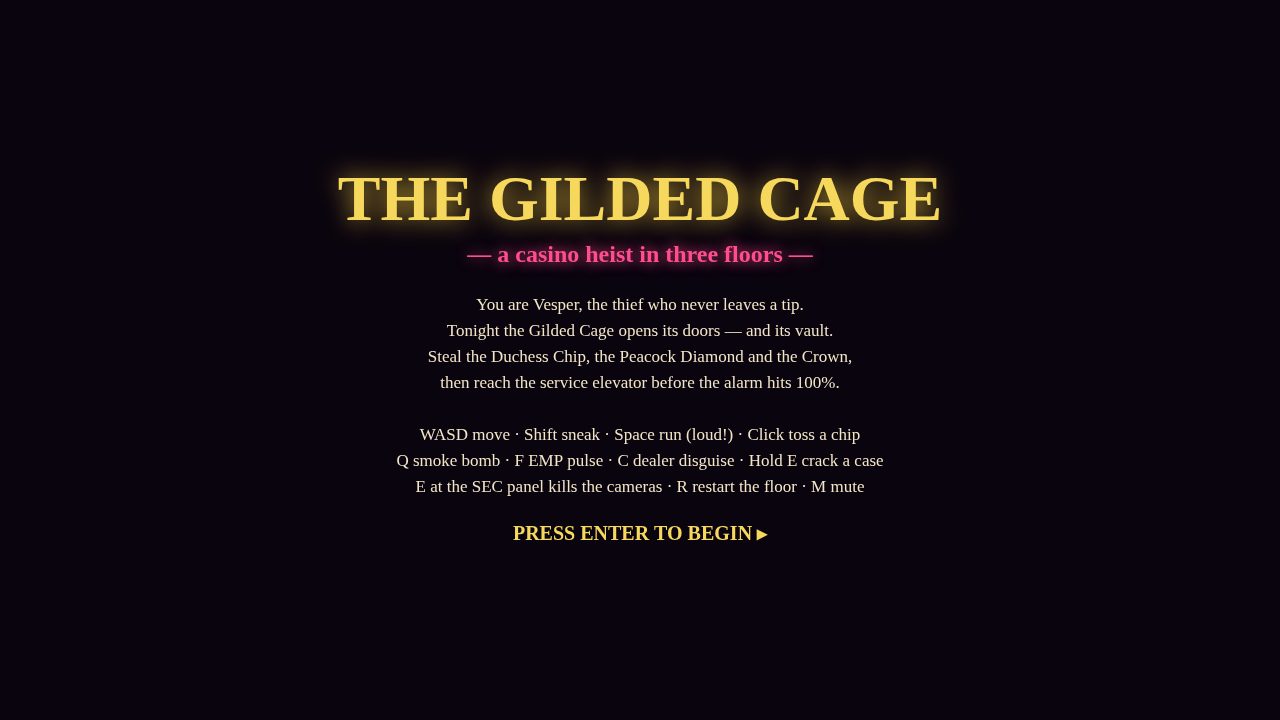 THE GILDED CAGE
— a casino heist in three floors —
You are Vesper, the thief who never leaves a tip.
Tonight the Gilded Cage opens its doors — and its vault.
Steal the Duchess Chip, the Peacock Diamond and the Crown,
then reach the service elevator before the alarm hits 100%.
WASD move · Shift sneak · Space run (loud!) · Click toss a chip
Q smoke bomb · F EMP pulse · C dealer disguise · Hold E crack a case
E at the SEC panel kills the cameras · R restart the floor · M mute
PRESS ENTER TO BEGIN ▸